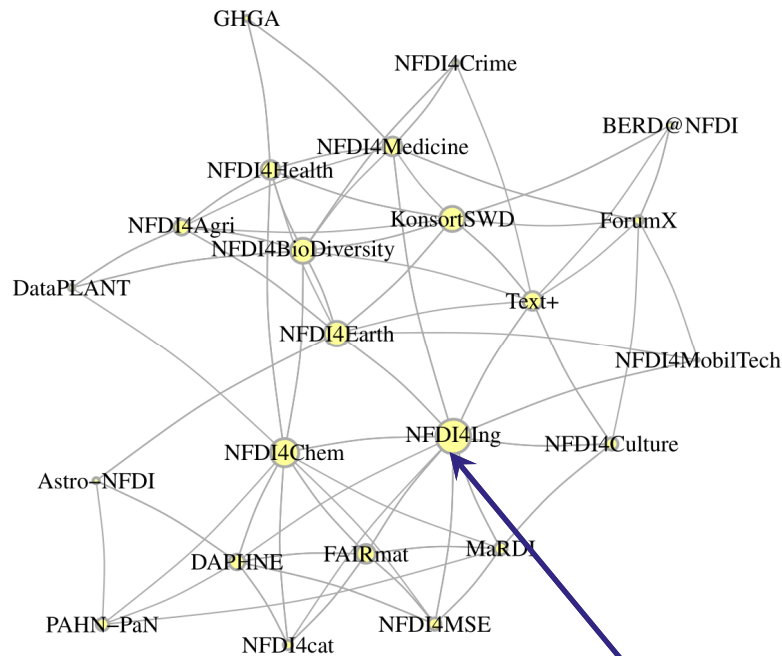 GHGA
NFDI4Crime
BERD@NFDI
NFDI4Medicine
NFDI4Health
NFDI4Agri
KonsortSWD
ForumX
NFDI4BioDiversity
DataPLANT
Text+
NFDI4Earth
NFDI4MobilTech
NFDI4Ing
NFDI4Chem
NFDI4Culture
Astro–NFDI
DAPHNE
FAIRmat
MaRDI
PAHN–PaN
NFDI4MSE
NFDI4cat